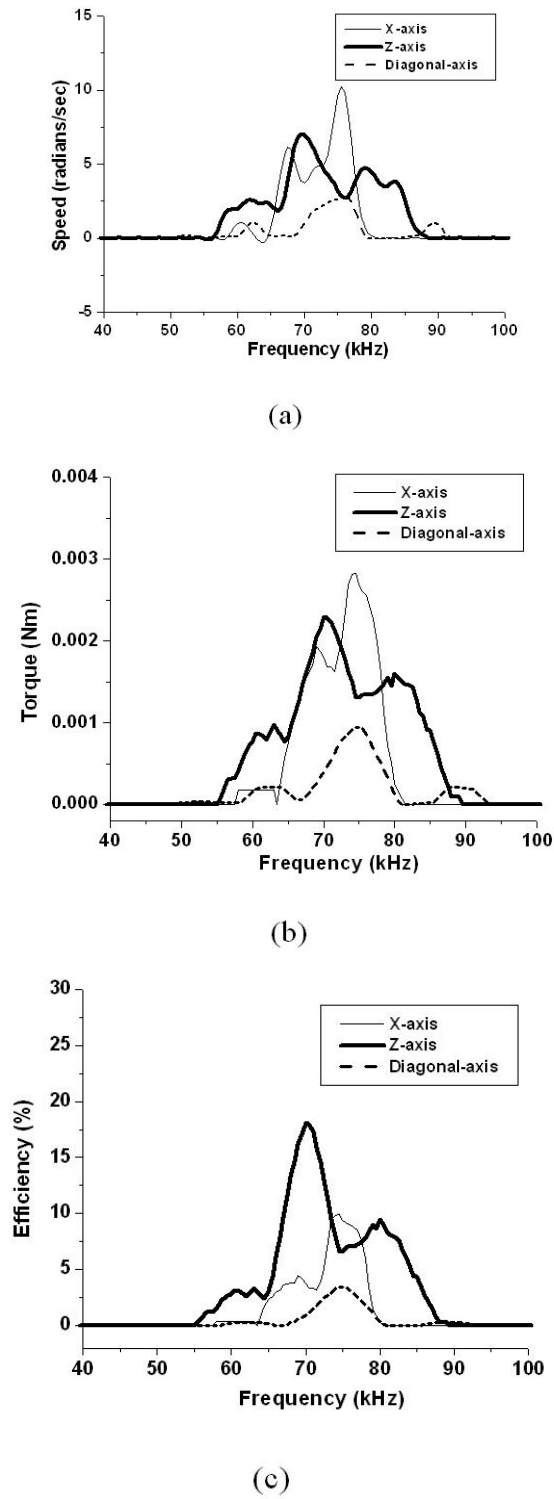 15
X-axis
Z-axis
Diagonal-axis
10
5
0
-5
Speed (radians/sec)
40 50 60 70 80 90 100
Frequency (kHz)
(a)
0.004
X-axis
Z-axis
Diagonal-axis
0.003
0.002
0.001
0.000
Torque (Nm)
40 50 60 70 80 90 100
Frequency (kHz)
(b)
30
X-axis
Z-axis
Diagonal-axis
25
20
15
10
5
0
Efficiency (%)
40 50 60 70 80 90 100
Frequency (kHz)
(c)